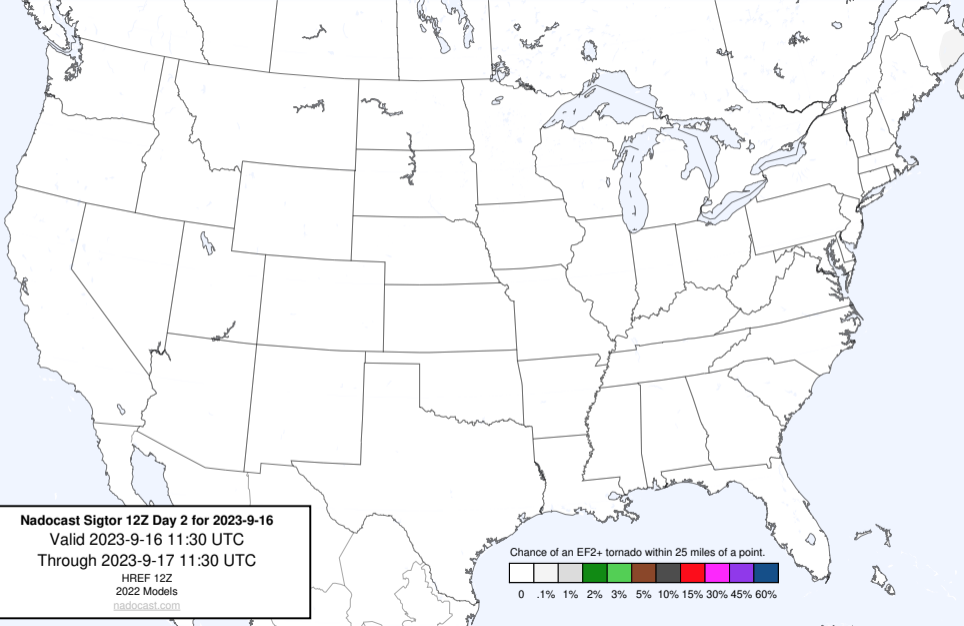 Nadocast Sigtor 12Z Day 2 for 2023-9-16
Valid 2023-9-16 11:30 UTC
Through 2023-9-17 11:30 UTC
HREF 12Z
2022 Models
nadocast.com
Chance of an EF2+ tornado within 25 miles of a point.
0 .1% 1% 2% 3% 5% 10% 15% 30% 45% 60%